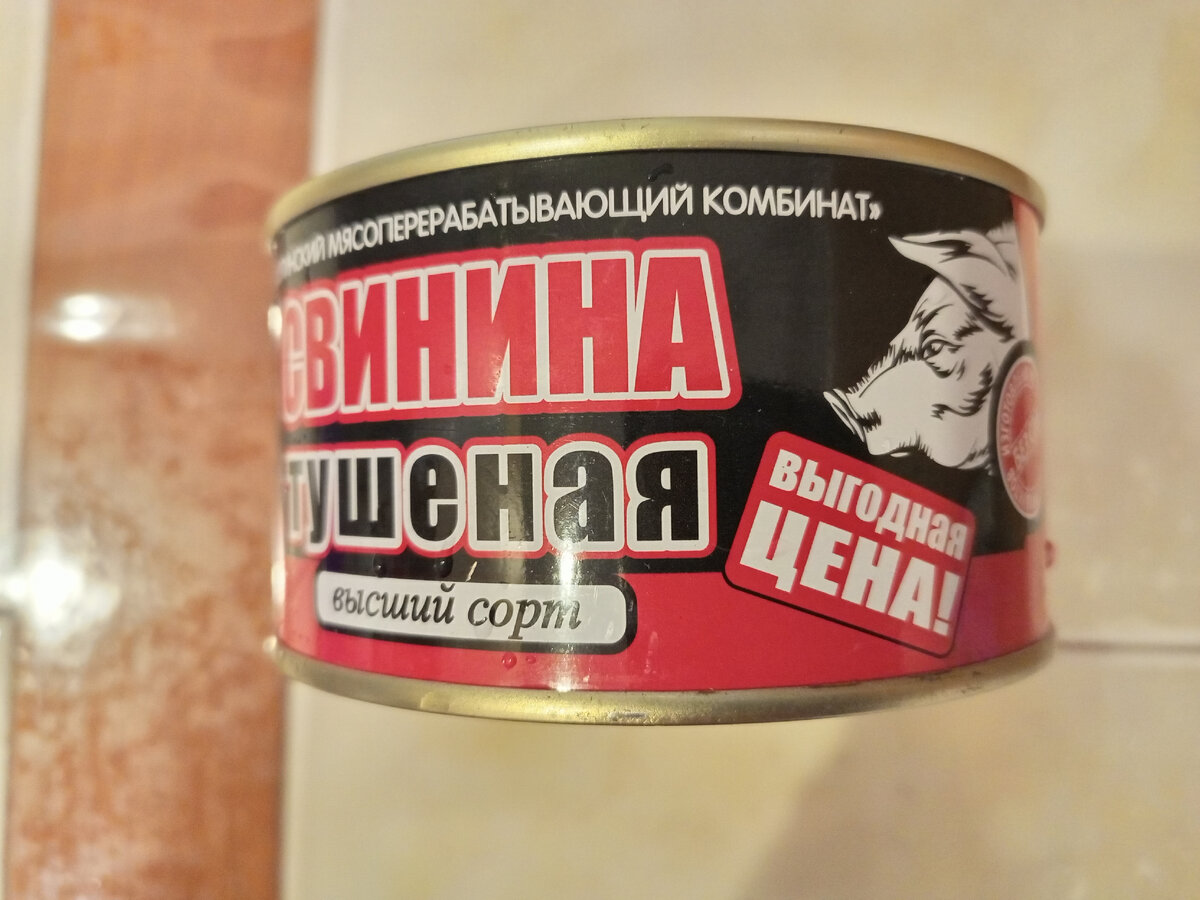 МЯСОПЕРЕРАБАТЫВАЮЩИЙ КОМБИНАТ»
СВИНИНА
тушеная
высший сорт
ВЫГОДНАЯ
ЦЕНА!